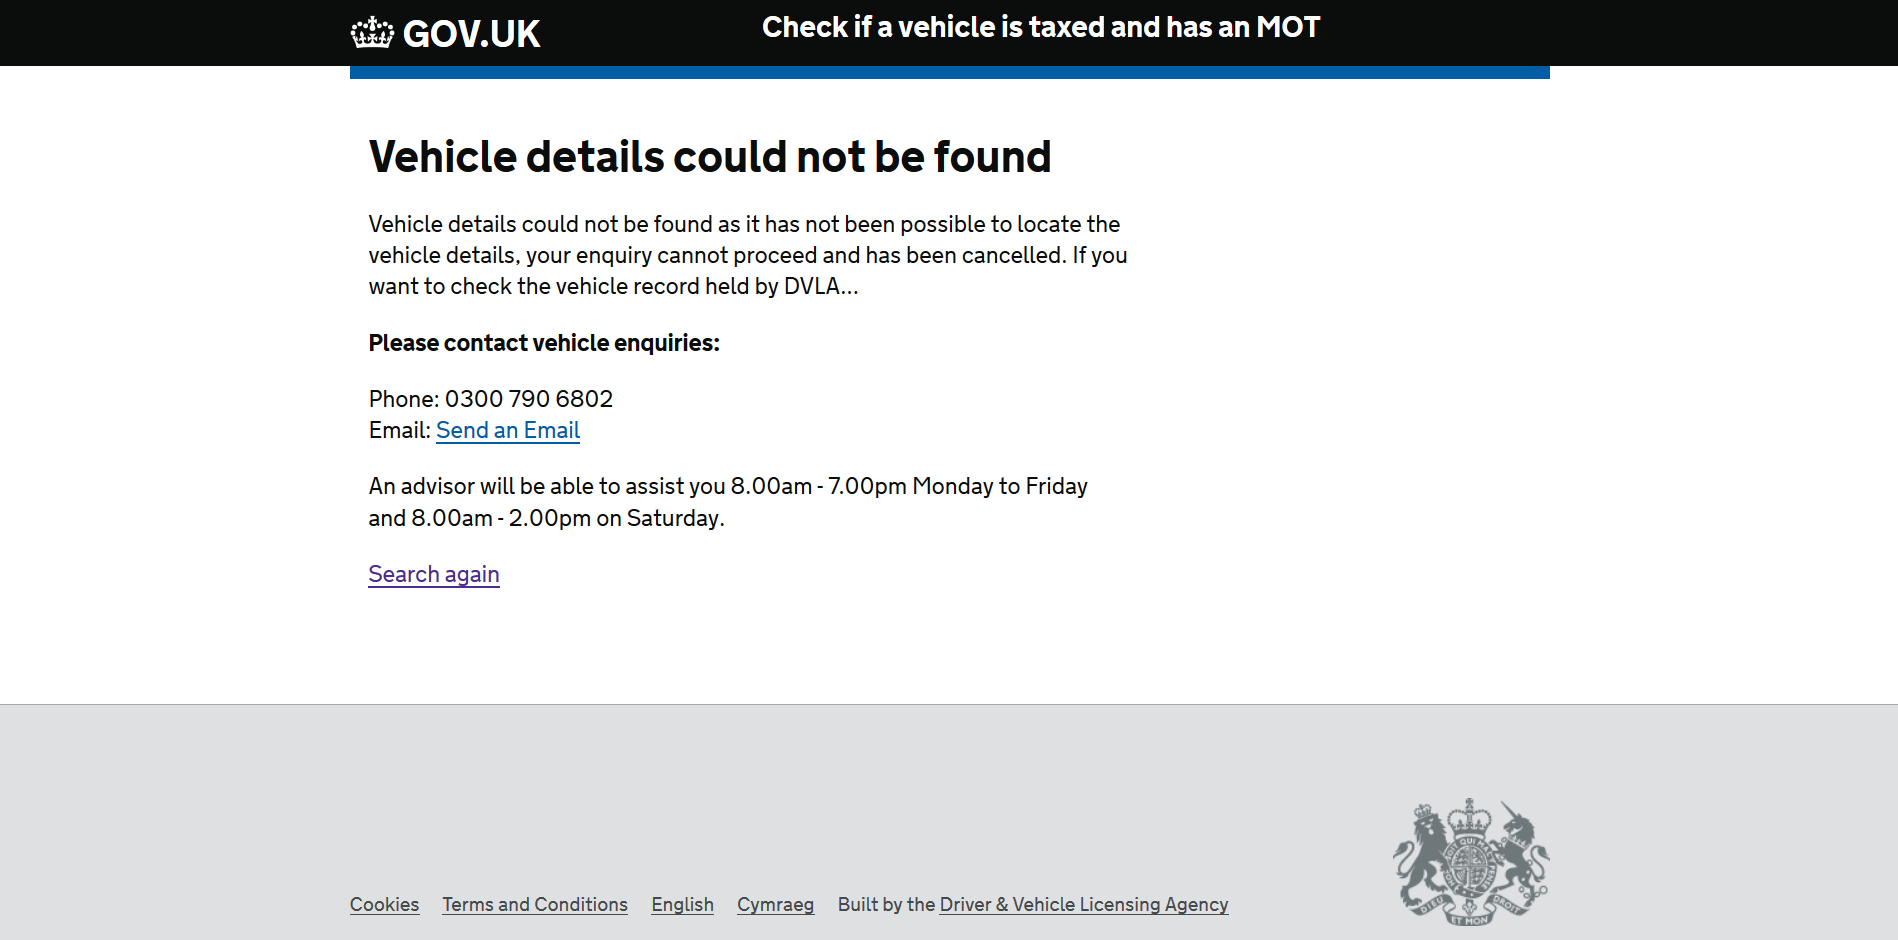 GOV.UK
Check if a vehicle is taxed and has an MOT
Vehicle details could not be found
Vehicle details could not be found as it has not been possible to locate the
vehicle details, your enquiry cannot proceed and has been cancelled. If you
want to check the vehicle record held by DVLA...
Please contact vehicle enquiries:
Phone: 0300 790 6802
Email: Send an Email
An advisor will be able to assist you 8.00am - 7.00pm Monday to Friday
and 8.00am - 2.00pm on Saturday.
Search again
Cookies Terms and Conditions English Cymraeg Built by the Driver & Vehicle Licensing Agency
DIEU ET MON DROIT